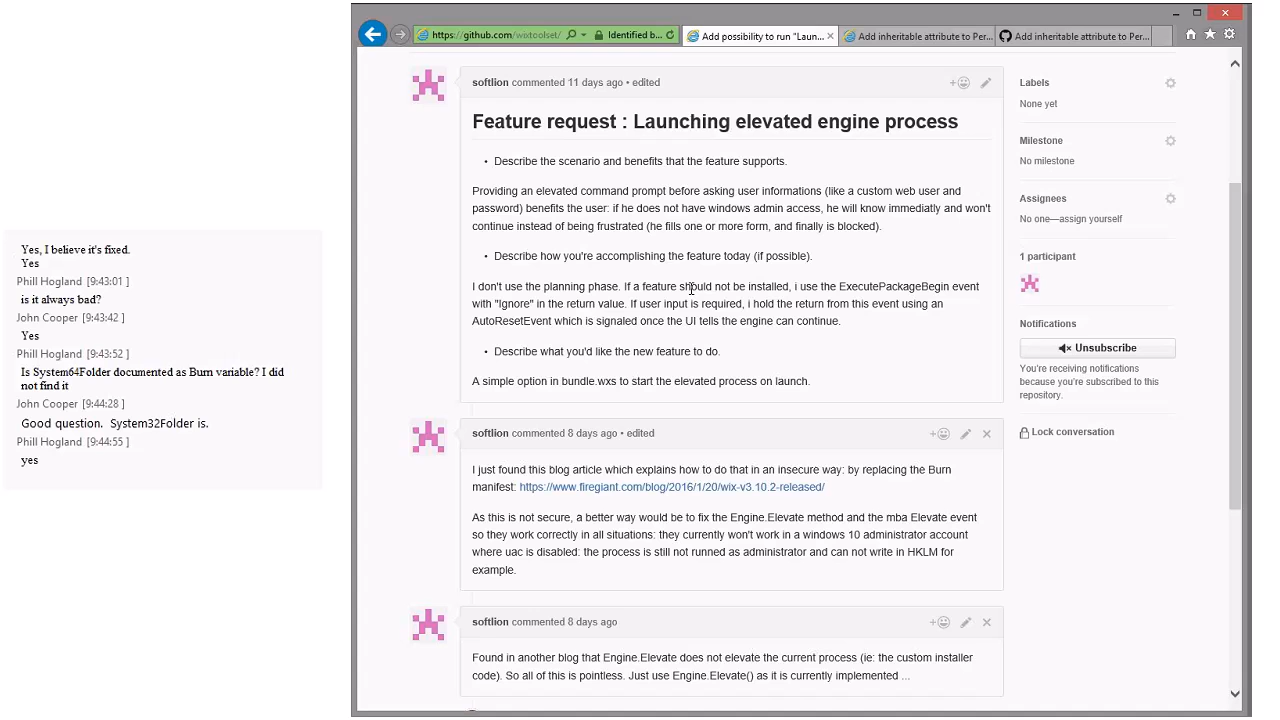 Yes, I believe it's fixed.
Yes
Phill Hogland [9:43:01 ]
is it always bad?
John Cooper [9:43:42 ]
Yes
Phill Hogland [9:43:52 ]
Is System64Folder documented as Burn variable? I did
not find it
John Cooper [9:44:28 ]
Good question. System32Folder is.
Phill Hogland [9:44:55 ]
yes
https://github.com/wixtoolset/
Identified b...
Add possibility to run "Laun...
Add inheritable attribute to Per...
Add inheritable attribute to Per...
softlion commented 11 days ago • edited
Feature request : Launching elevated engine process
• Describe the scenario and benefits that the feature supports.
Providing an elevated command prompt before asking user informations (like a custom web user and
password) benefits the user: if he does not have windows admin access, he will know immediatly and won't
continue instead of being frustrated (he fills one or more form, and finally is blocked).
• Describe how you're accomplishing the feature today (if possible).
I don't use the planning phase. If a feature should not be installed, i use the ExecutePackageBegin event
with "Ignore" in the return value. If user input is required, i hold the return from this event using an
AutoResetEvent which is signaled once the UI tells the engine can continue.
• Describe what you'd like the new feature to do.
A simple option in bundle.wxs to start the elevated process on launch.
softlion commented 8 days ago • edited
I just found this blog article which explains how to do that in an insecure way: by replacing the Burn
manifest: https://www.firegiant.com/blog/2016/1/20/wix-v3.10.2-released/
As this is not secure, a better way would be to fix the Engine.Elevate method and the mba Elevate event
so they work correctly in all situations: they currently won't work in a windows 10 administrator account
where uac is disabled: the process is still not runned as administrator and can not write in HKLM for
example.
softlion commented 8 days ago
Found in another blog that Engine.Elevate does not elevate the current process (ie: the custom installer
code). So all of this is pointless. Just use Engine.Elevate() as it is currently implemented ...
Labels
None yet
Milestone
No milestone
Assignees
No one—assign yourself
1 participant
Notifications
Unsubscribe
You're receiving notifications
because you're subscribed to this
repository.
Lock conversation